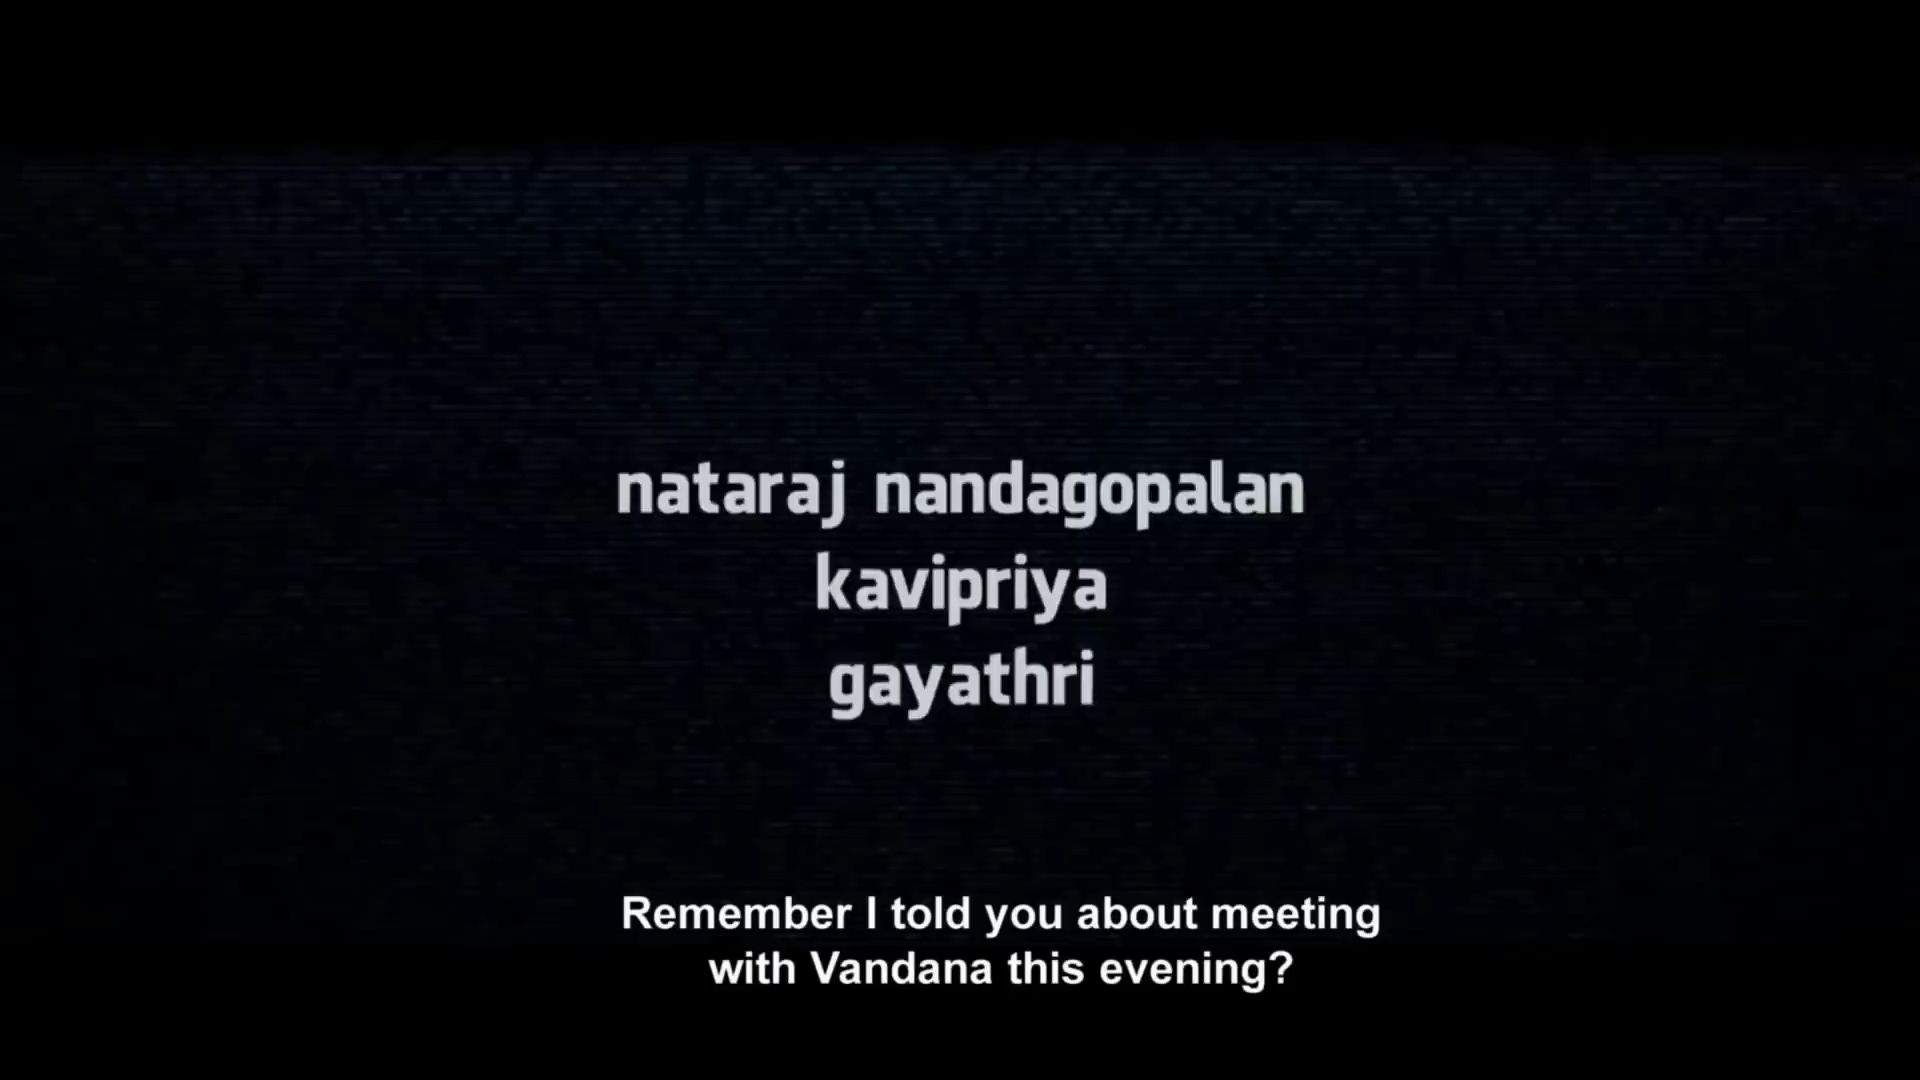 nataraj nandagopalan
kavipriya
gayathri
Remember I told you about meeting
with Vandana this evening?